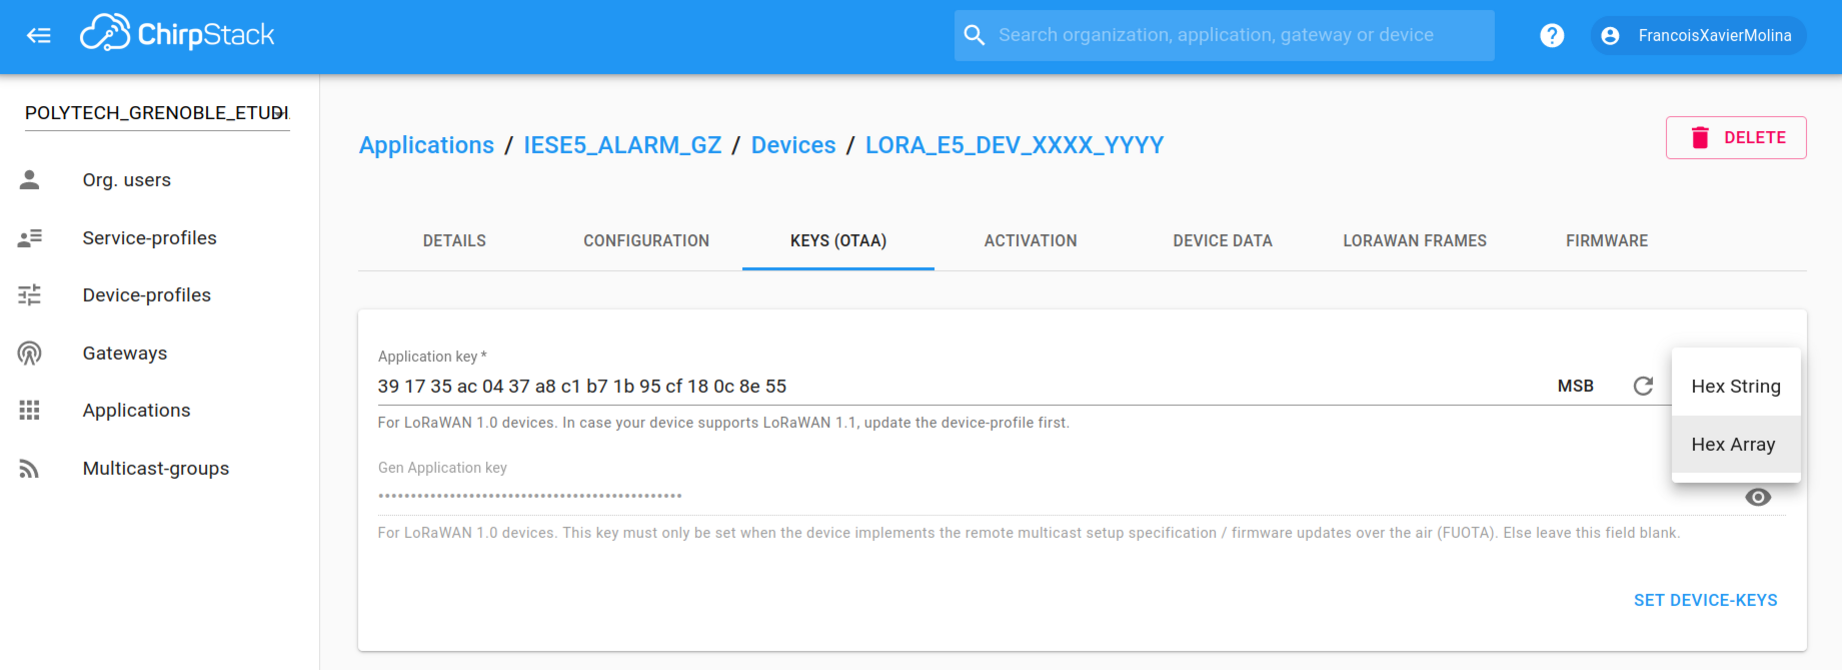 ChirpStack
Search organization, application, gateway or device
?
FrancoisXavierMolina
POLYTECH_GRENOBLE_ETUDI
Org. users
Service-profiles
Device-profiles
Gateways
Applications
Multicast-groups
Applications / IESE5_ALARM_GZ / Devices / LORA_E5_DEV_XXXX_YYYY
DELETE
DETAILS CONFIGURATION KEYS (OTAA) ACTIVATION DEVICE DATA LORAWAN FRAMES FIRMWARE
Application key *
39 17 35 ac 04 37 a8 c1 b7 1b 95 cf 18 0c 8e 55
MSB
Hex String
Hex Array
For LoRaWAN 1.0 devices. In case your device supports LoRaWAN 1.1, update the device-profile first.
Gen Application key
For LoRaWAN 1.0 devices. This key must only be set when the device implements the remote multicast setup specification / firmware updates over the air (FUOTA). Else leave this field blank.
SET DEVICE-KEYS